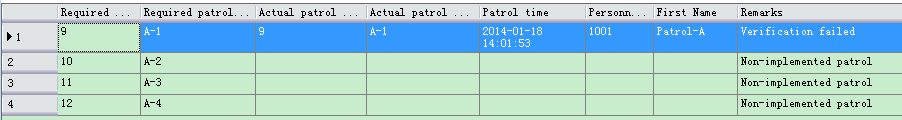 Required ... Required patrol... Actual patrol ... Actual patrol ... Patrol time Personn... First Name Remarks
1 9 A-1 9 A-1 2014-01-18 14:01:53 1001 Patrol-A Verification failed
2 10 A-2 Non-implemented patrol
3 11 A-3 Non-implemented patrol
4 12 A-4 Non-implemented patrol